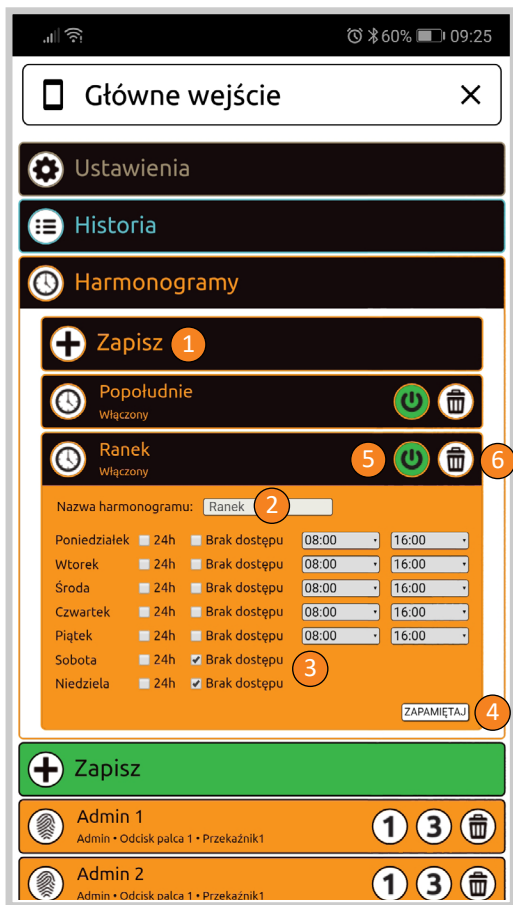 60% 09:25
Główne wejście
Ustawienia
Historia
Harmonogramy
Zapisz 1
Popołudnie
Włączony
Ranek
Włączony
5 6
Nazwa harmonogramu: Ranek 2
Poniedziałek 24h Brak dostępu 08:00 16:00
Wtorek 24h Brak dostępu 08:00 16:00
Środa 24h Brak dostępu 08:00 16:00
Czwartek 24h Brak dostępu 08:00 16:00
Piątek 24h Brak dostępu 08:00 16:00
Sobota 24h Brak dostępu
3
Niedziela 24h Brak dostępu
ZAPAMIĘTAJ 4
Zapisz
Admin 1
Admin • Odcisk palca 1 • Przekaźnik1
1 3
Admin 2
Admin • Odcisk palca 1 • Przekaźnik1
1 3